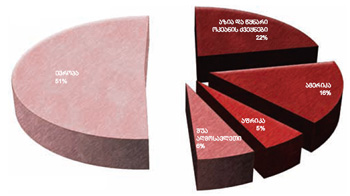 ევროპა
51%
აზია და წყნარი
ოკეანის ქვეყნები
22%
ამერიკა
16%
აფრიკა
5%
შუა
აღმოსავლეთი
6%